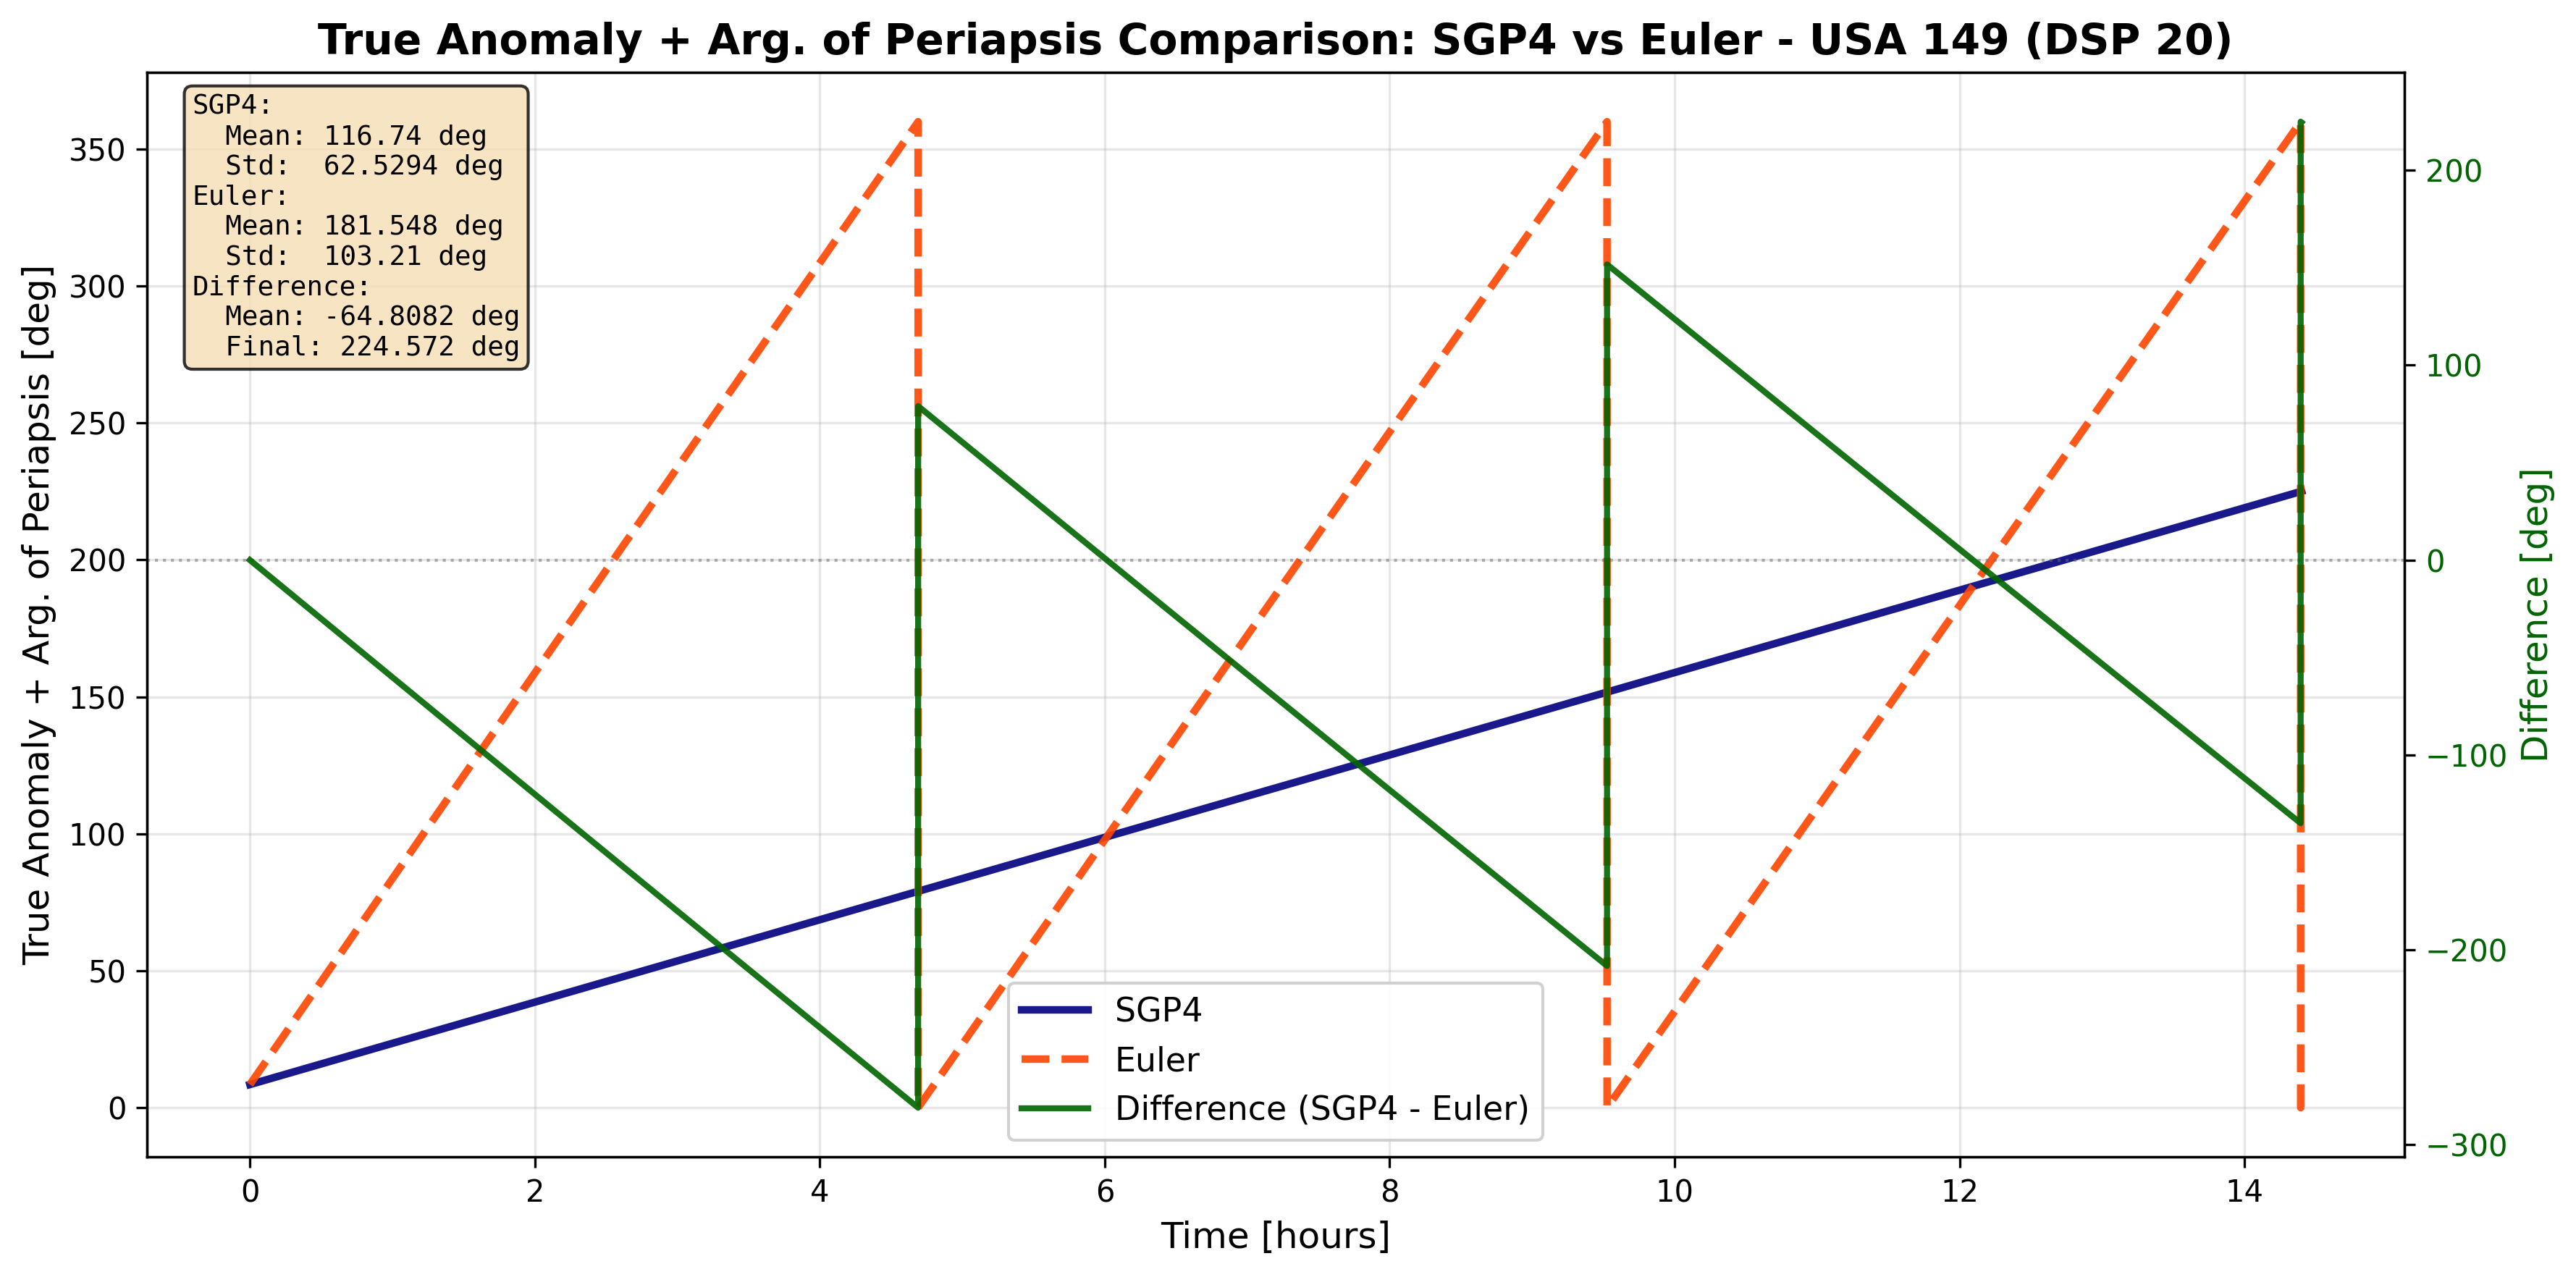 True Anomaly + Arg. of Periapsis Comparison: SGP4 vs Euler - USA 149 (DSP 20)
SGP4:
Mean: 116.74 deg
Std: 62.5294 deg
Euler:
Mean: 181.548 deg
Std: 103.21 deg
Difference:
Mean: -64.8082 deg
Final: 224.572 deg
True Anomaly + Arg. of Periapsis [deg]
350
300
250
200
150
100
50
0
200
100
0
−100
−200
−300
Difference [deg]
SGP4
Euler
Difference (SGP4 - Euler)
0 2 4 6 8 10 12 14
Time [hours]